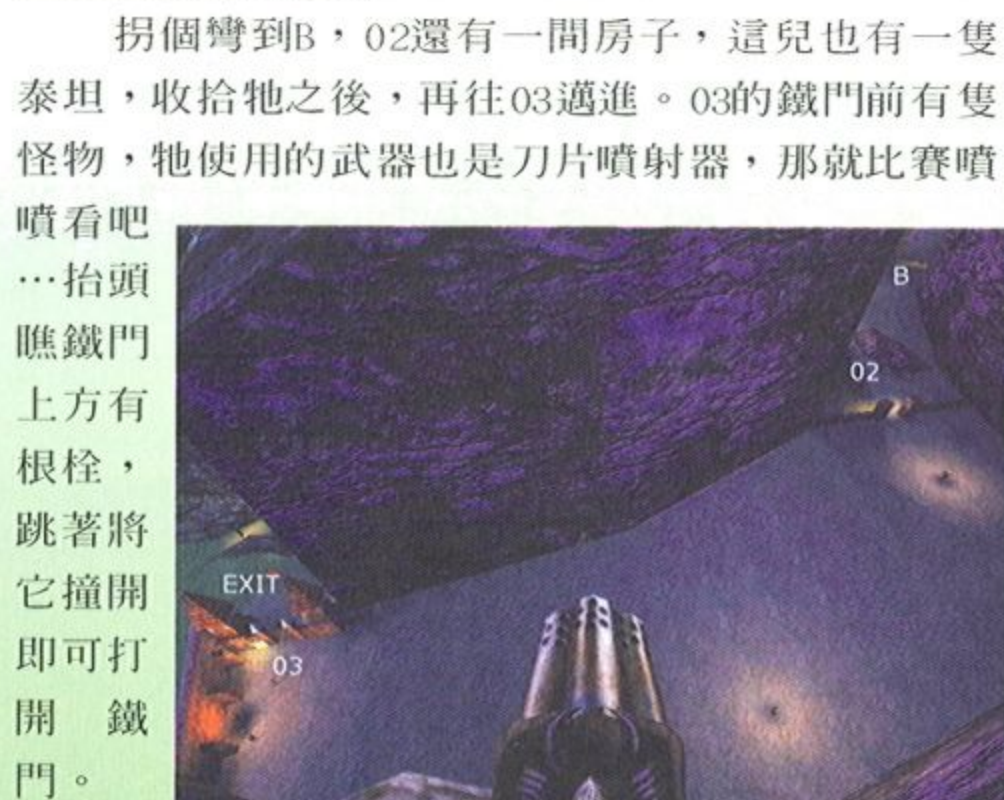 拐個彎到B，02還有一間房子，這兒也有一隻
泰坦，收拾牠之後，再往03邁進。03的鐵門前有隻
怪物，牠使用的武器也是刀片噴射器，那就比賽噴
噴看吧
…抬頭
瞧鐵門
上方有
根栓，
跳著將
它撞開
即可打
開　鐵
門。
B
02
EXIT
03